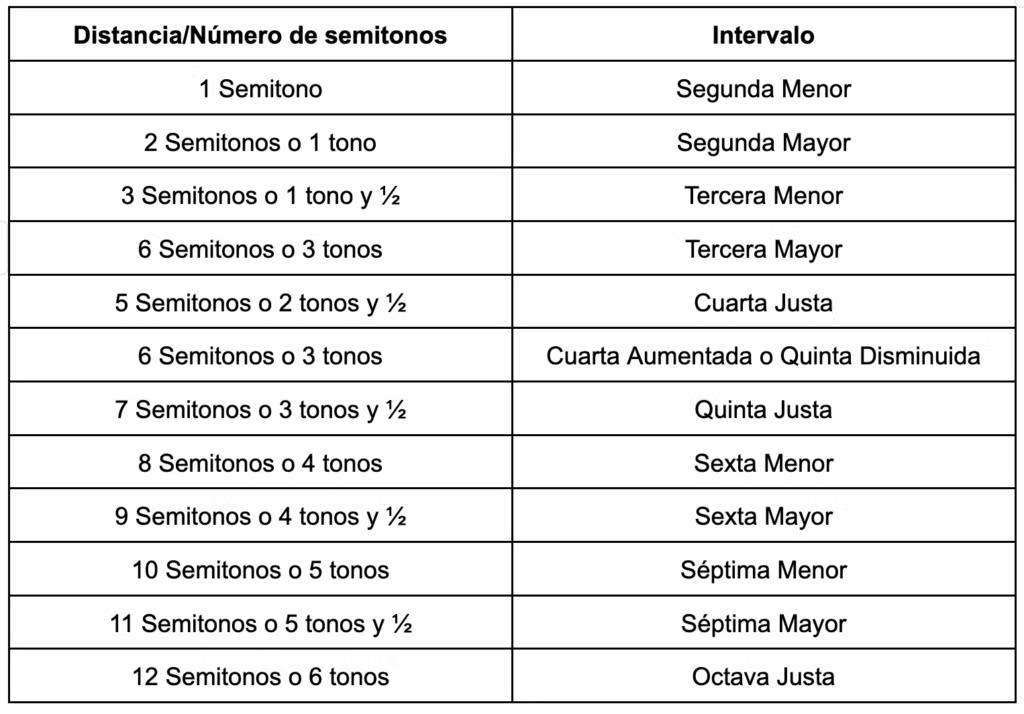 Distancia/Número de semitonos Intervalo
1 Semitono Segunda Menor
2 Semitonos o 1 tono Segunda Mayor
3 Semitonos o 1 tono y ½ Tercera Menor
6 Semitonos o 3 tonos Tercera Mayor
5 Semitonos o 2 tonos y ½ Cuarta Justa
6 Semitonos o 3 tonos Cuarta Aumentada o Quinta Disminuida
7 Semitonos o 3 tonos y ½ Quinta Justa
8 Semitonos o 4 tonos Sexta Menor
9 Semitonos o 4 tonos y ½ Sexta Mayor
10 Semitonos o 5 tonos Séptima Menor
11 Semitonos o 5 tonos y ½ Séptima Mayor
12 Semitonos o 6 tonos Octava Justa